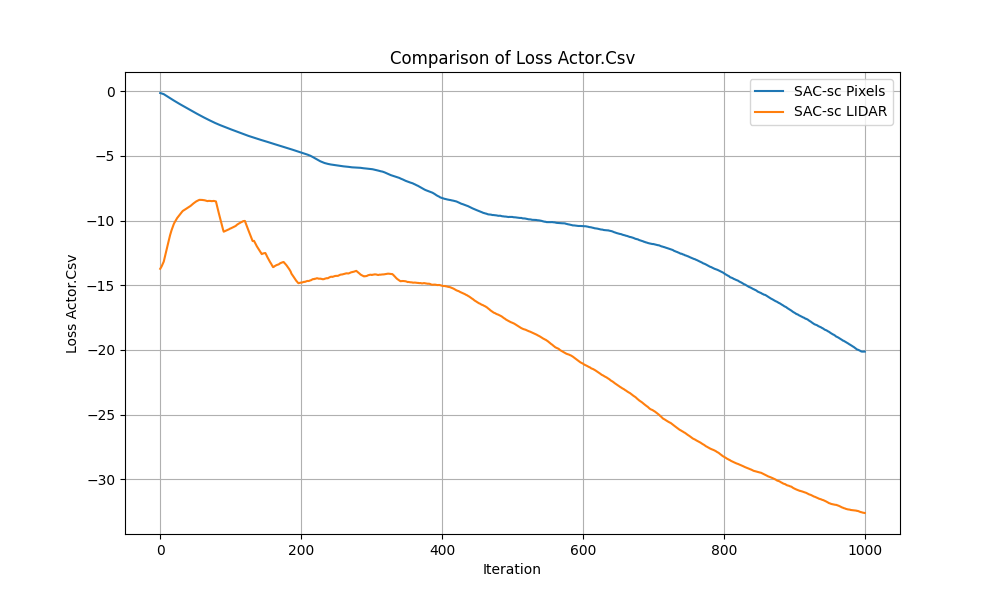 Comparison of Loss Actor.Csv
SAC-sc Pixels
SAC-sc LIDAR
Loss Actor.Csv
0
−5
−10
−15
−20
−25
−30
0 200 400 600 800 1000
Iteration